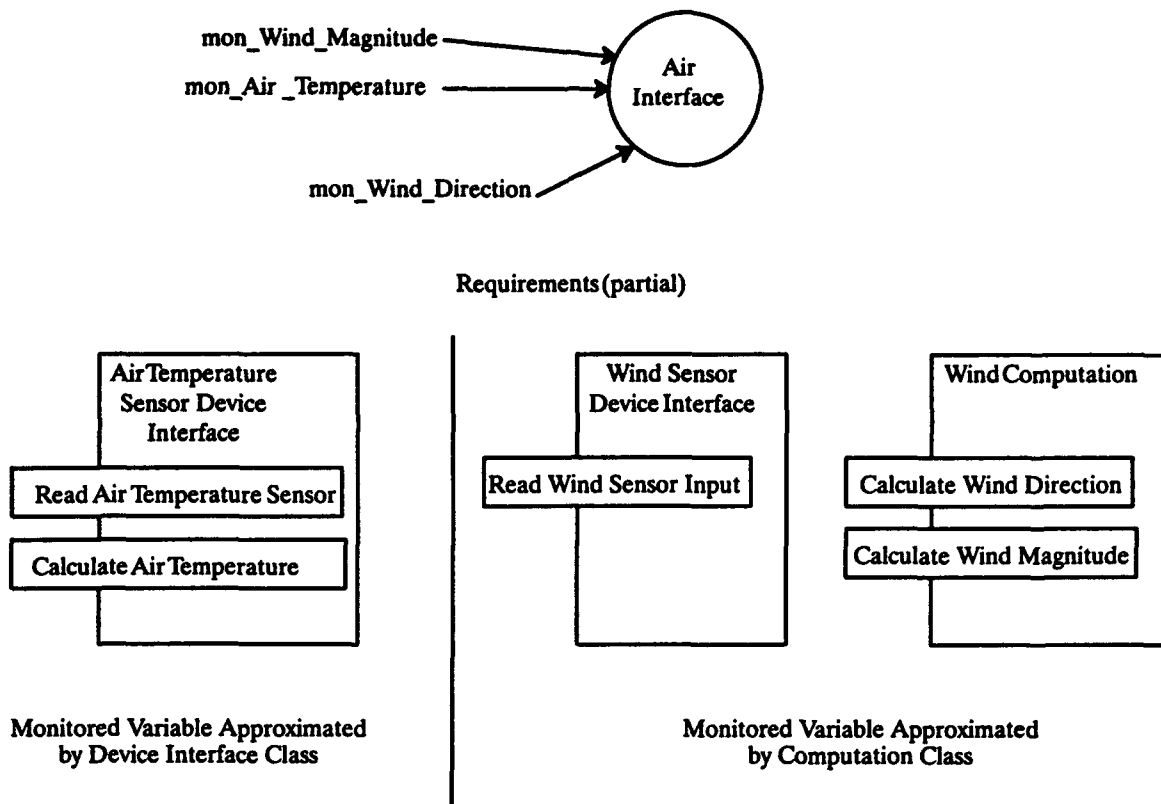 mon_Wind_Magnitude
mon_Air _Temperature
Air
Interface
mon_Wind_Direction
Requirements (partial)
Air Temperature
Sensor Device
Interface
Read Air Temperature Sensor
Calculate Air Temperature
Monitored Variable Approximated
by Device Interface Class
Wind Sensor
Device Interface
Read Wind Sensor Input
Wind Computation
Calculate Wind Direction
Calculate Wind Magnitude
Monitored Variable Approximated
by Computation Class